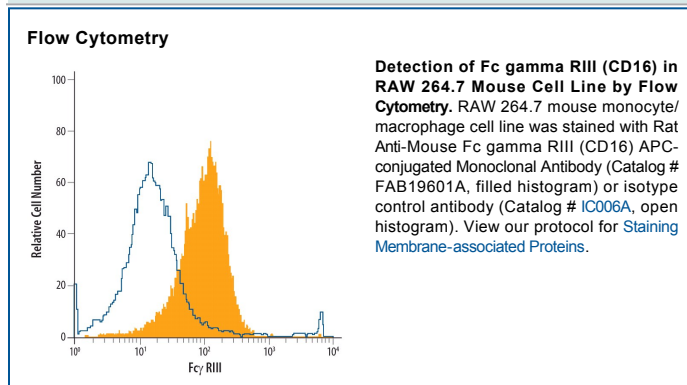 Flow Cytometry
100
80
60
40
20
0
Relative Cell Number
10⁰ 10¹ 10² 10³ 10⁴
Fcγ RIII
Detection of Fc gamma RIII (CD16) in
RAW 264.7 Mouse Cell Line by Flow
Cytometry. RAW 264.7 mouse monocyte/
macrophage cell line was stained with Rat
Anti-Mouse Fc gamma RIII (CD16) APC-
conjugated Monoclonal Antibody (Catalog #
FAB19601A, filled histogram) or isotype
control antibody (Catalog # IC006A, open
histogram). View our protocol for Staining
Membrane-associated Proteins.